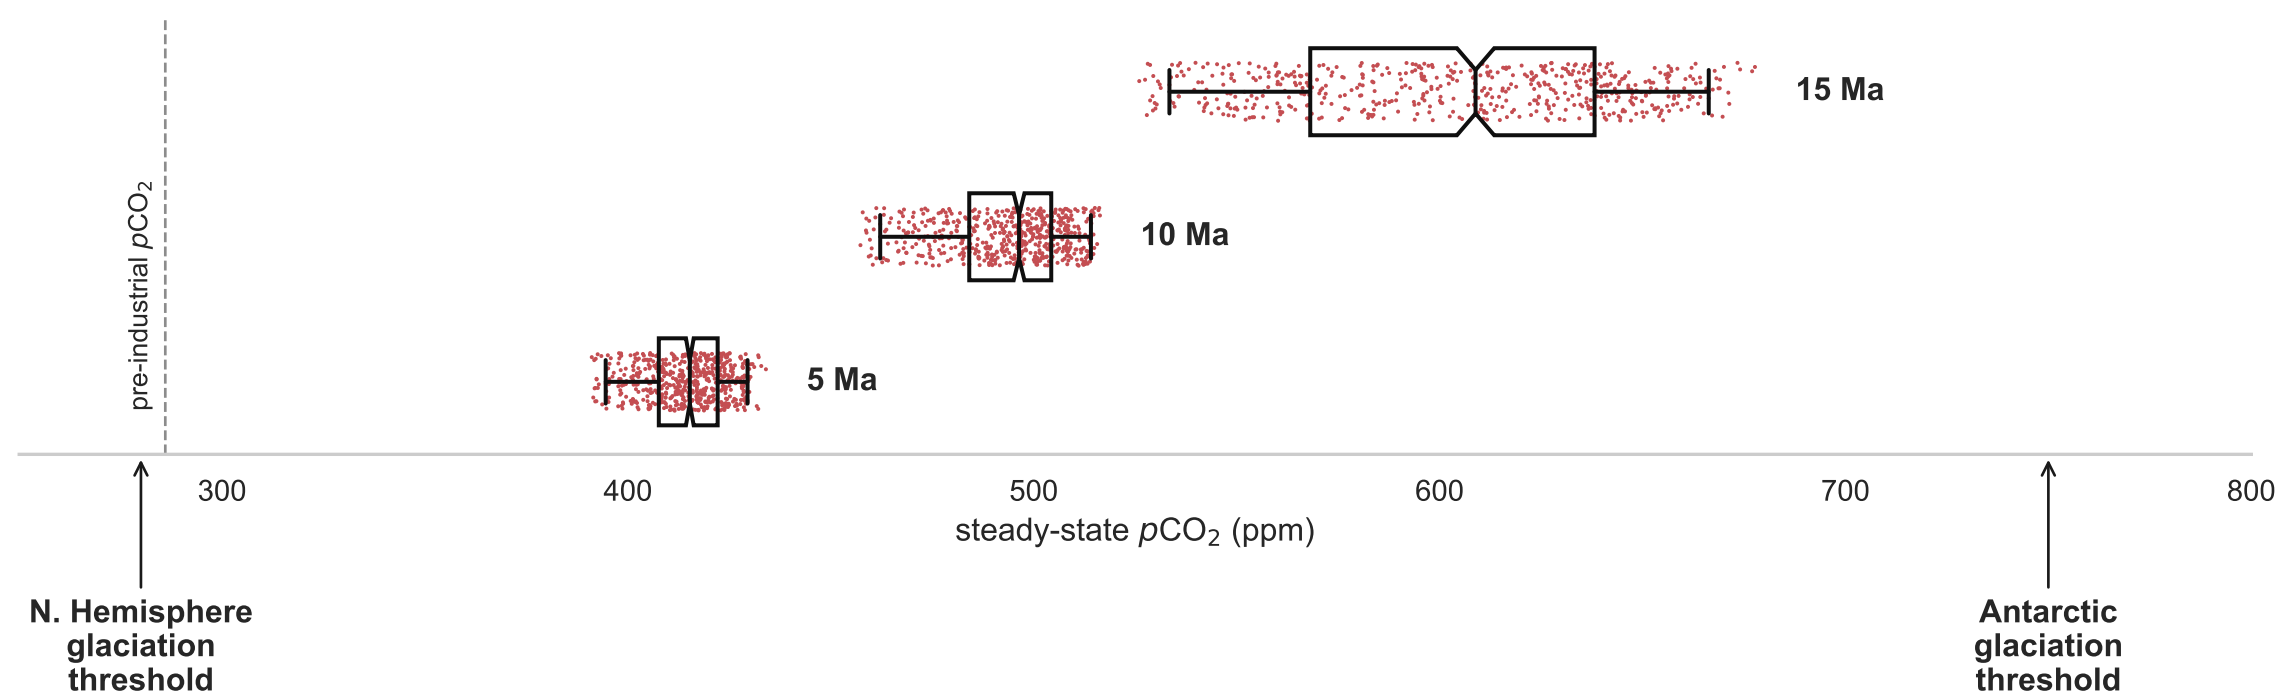 15 Ma
10 Ma
5 Ma
pre-industrial pCO₂
300 400 500 600 700 800
steady-state pCO₂ (ppm)
N. Hemisphere
glaciation
threshold
Antarctic
glaciation
threshold